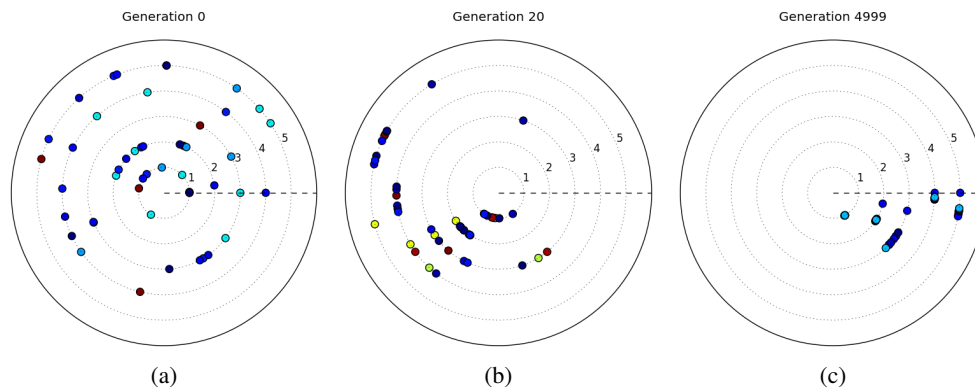 Generation 0
Generation 20
Generation 4999
1 2 3 4 5
1 2 3 4 5
1 2 3 4 5
(a)
(b)
(c)